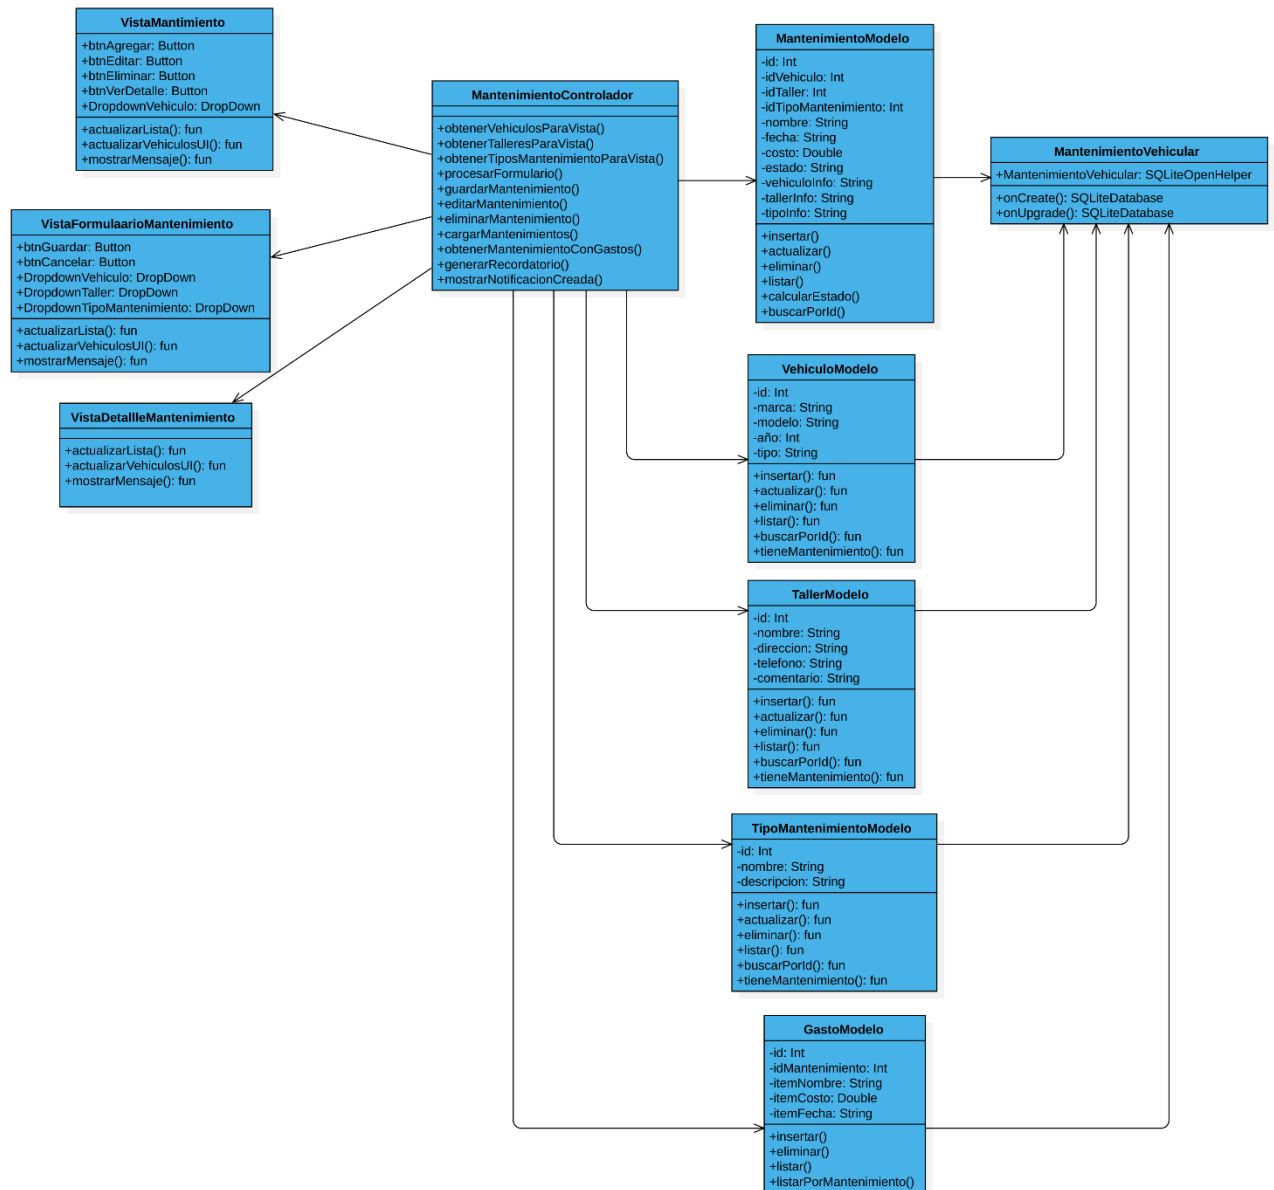 VistaMantimiento
+btnAgregar: Button
+btnEditar: Button
+btnEliminar: Button
+btnVerDetalle: Button
+DropdownVehiculo: DropDown
+actualizarLista(): fun
+actualizarVehiculosUI(): fun
+mostrarMensaje(): fun
VistaFormulaarioMantenimiento
+btnGuardar: Button
+btnCancelar: Button
+DropdownVehiculo: DropDown
+DropdownTaller: DropDown
+DropdownTipoMantenimiento: DropDown
+actualizarLista(): fun
+actualizarVehiculosUI(): fun
+mostrarMensaje(): fun
VistaDetallleMantenimiento
+actualizarLista(): fun
+actualizarVehiculosUI(): fun
+mostrarMensaje(): fun
MantenimientoControlador
+obtenerVehiculosParaVista()
+obtenerTalleresParaVista()
+obtenerTiposMantenimientoParaVista()
+procesarFormulario()
+guardarMantenimiento()
+editarMantenimiento()
+eliminarMantenimiento()
+cargarMantenimientos()
+obtenerMantenimientoConGastos()
+generarRecordatorio()
+mostrarNotificacionCreada()
MantenimientoModelo
-id: Int
-idVehiculo: Int
-idTaller: Int
-idTipoMantenimiento: Int
-nombre: String
-fecha: String
-costo: Double
-estado: String
-vehiculoInfo: String
-tallerInfo: String
-tipoInfo: String
+insertar()
+actualizar()
+eliminar()
+listar()
+calcularEstado()
+buscarPorId()
VehiculoModelo
-id: Int
-marca: String
-modelo: String
-año: Int
-tipo: String
+insertar(): fun
+actualizar(): fun
+eliminar(): fun
+listar(): fun
+buscarPorId(): fun
+tieneMantenimiento(): fun
TallerModelo
-id: Int
-nombre: String
-direccion: String
-telefono: String
-comentario: String
+insertar(): fun
+actualizar(): fun
+eliminar(): fun
+listar(): fun
+buscarPorId(): fun
+tieneMantenimiento(): fun
TipoMantenimientoModelo
-id: Int
-nombre: String
-descripcion: String
+insertar(): fun
+actualizar(): fun
+eliminar(): fun
+listar(): fun
+buscarPorId(): fun
+tieneMantenimiento(): fun
GastoModelo
-id: Int
-idMantenimiento: Int
-itemNombre: String
-itemCosto: Double
-itemFecha: String
+insertar()
+eliminar()
+listar()
+listarPorMantenimiento()
MantenimientoVehicular
+MantenimientoVehicular: SQLiteOpenHelper
+onCreate(): SQLiteDatabase
+onUpgrade(): SQLiteDatabase